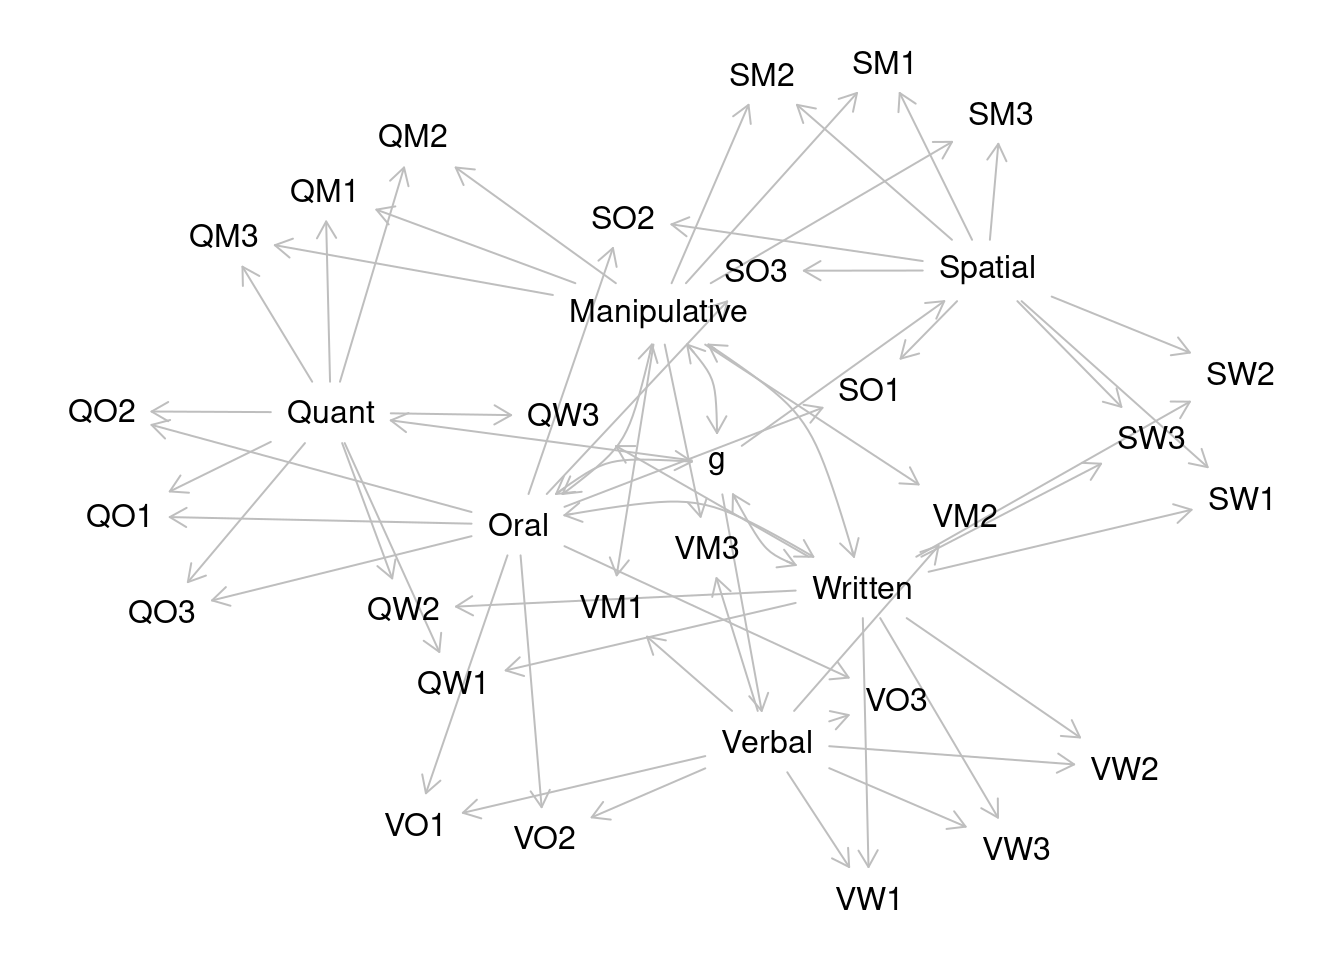 SM1
SM2
SM3
QM2
QM1
SO2
QM3
Spatial
SO3
Manipulative
SW2
SO1
QO2
Quant
QW3
SW3
g
SW1
QO1
VM2
Oral
VM3
Written
VM1
QW2
QO3
QW1
VO3
Verbal
VW2
VO1
VO2
VW3
VW1